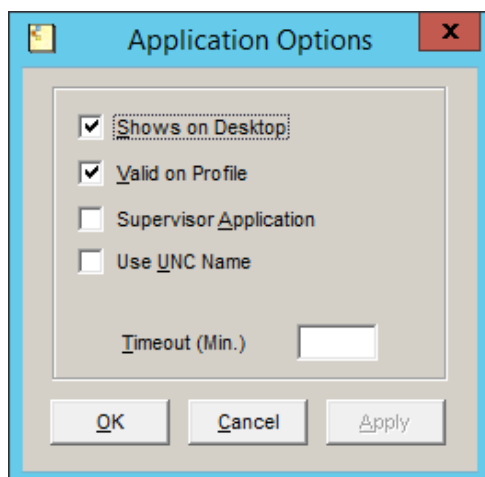 Application Options
x
Shows on Desktop
Valid on Profile
Supervisor Application
Use UNC Name
Timeout (Min.)
OK Cancel Apply